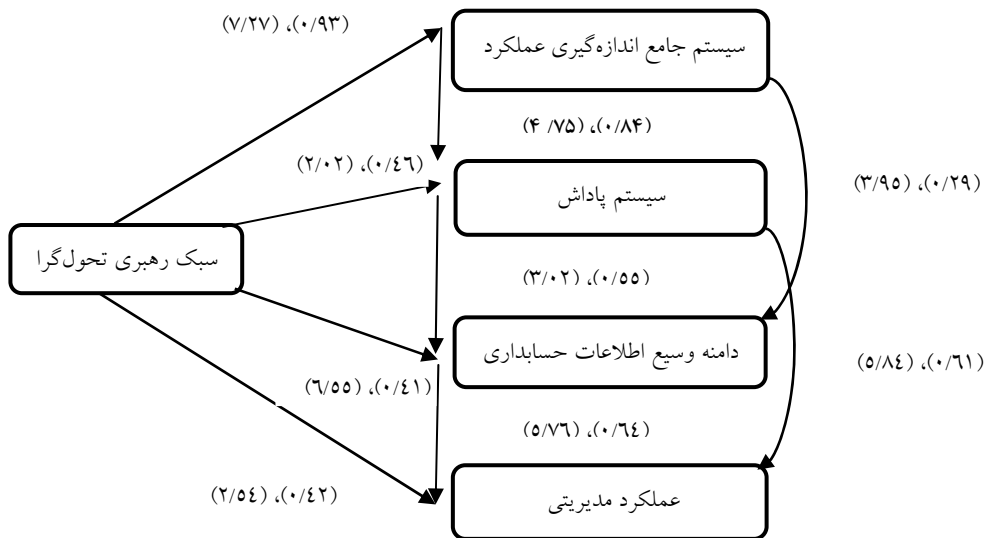 (۷/۲۷) ،(۰/۹۳)
سیستم جامع اندازه‌گیری عملکرد
(۴ /۷۵) ،(۰/۸۴)
(۲/۰۲) ،(۰/٤٦)
(۳/۹۵) ،(۰/۲۹)
سیستم پاداش
سبک رهبری تحول‌گرا
(۳/۰۲) ،(۰/۵۵)
دامنه وسیع اطلاعات حسابداری
(٥/٨٤) ،(۰/٦١)
(٦/٥٥) ،(۰/٤١)
(٥/٧٦) ،(۰/٦٤)
(٢/٥٤) ،(۰/٤٢)
عملکرد مدیریتی